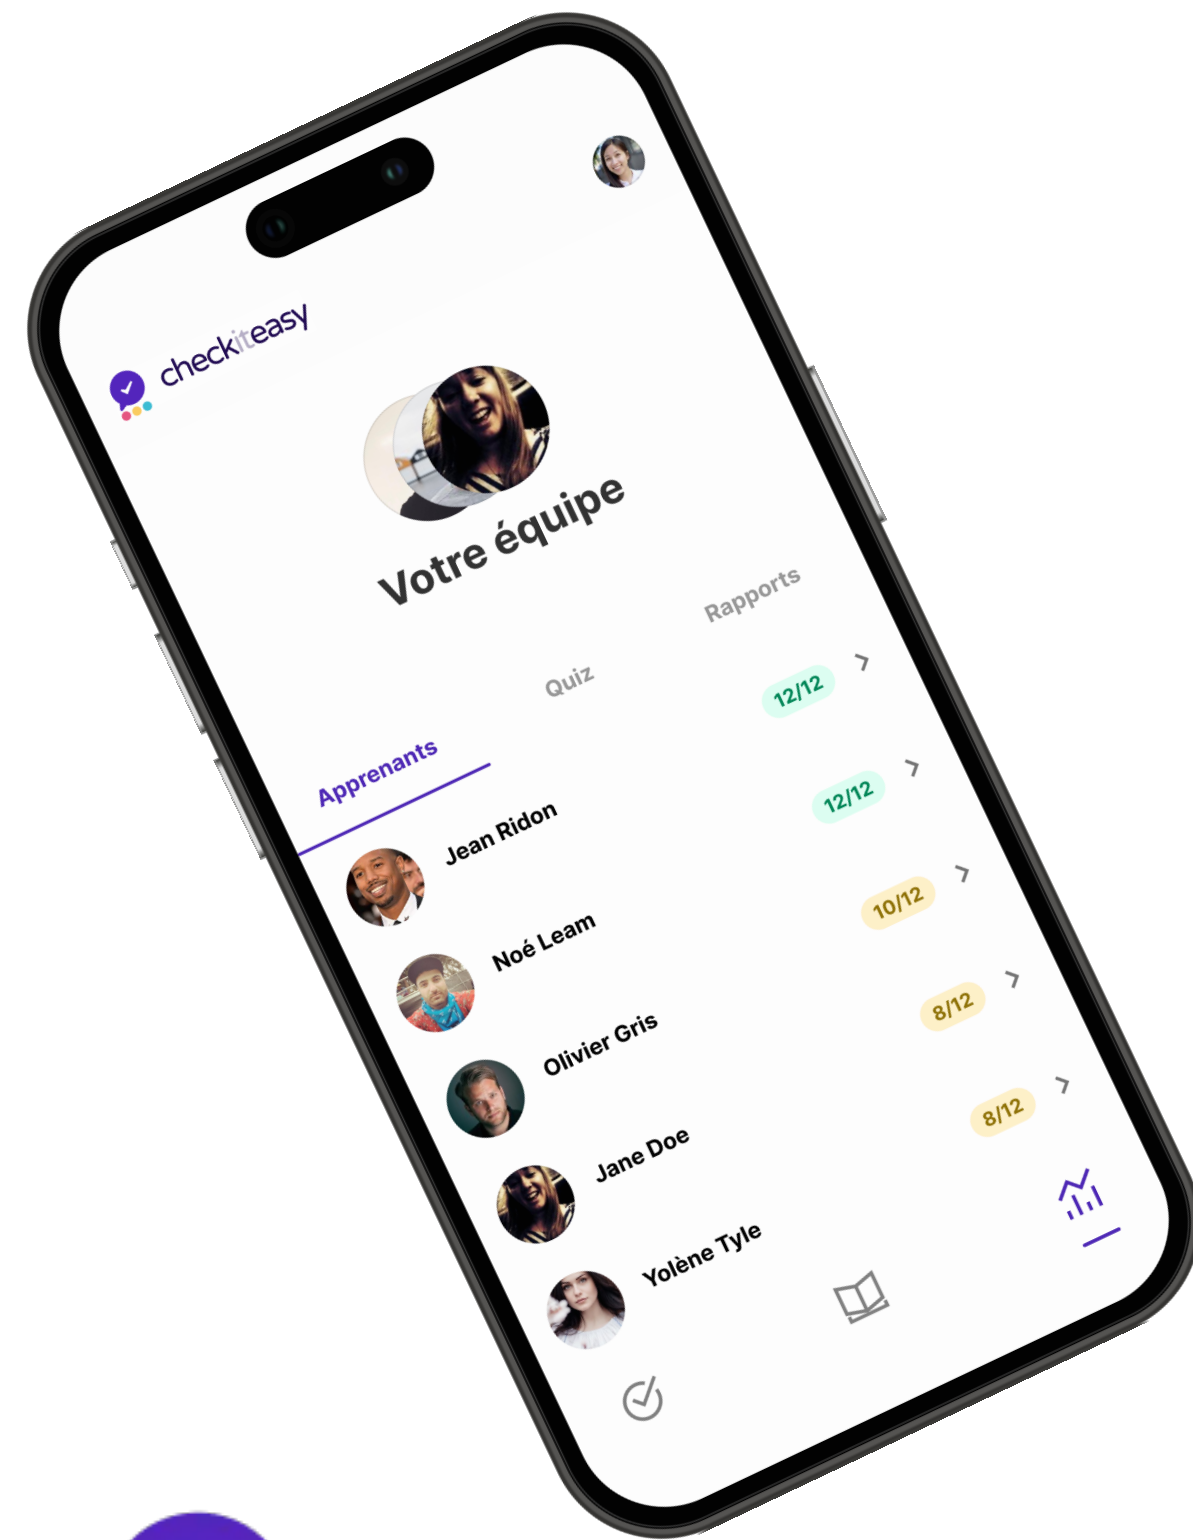 checkiteasy
Votre équipe
Apprenants Quiz Rapports
Jean Ridon 12/12
Noé Leam 12/12
Olivier Gris 10/12
Jane Doe 8/12
Yolène Tyle 8/12